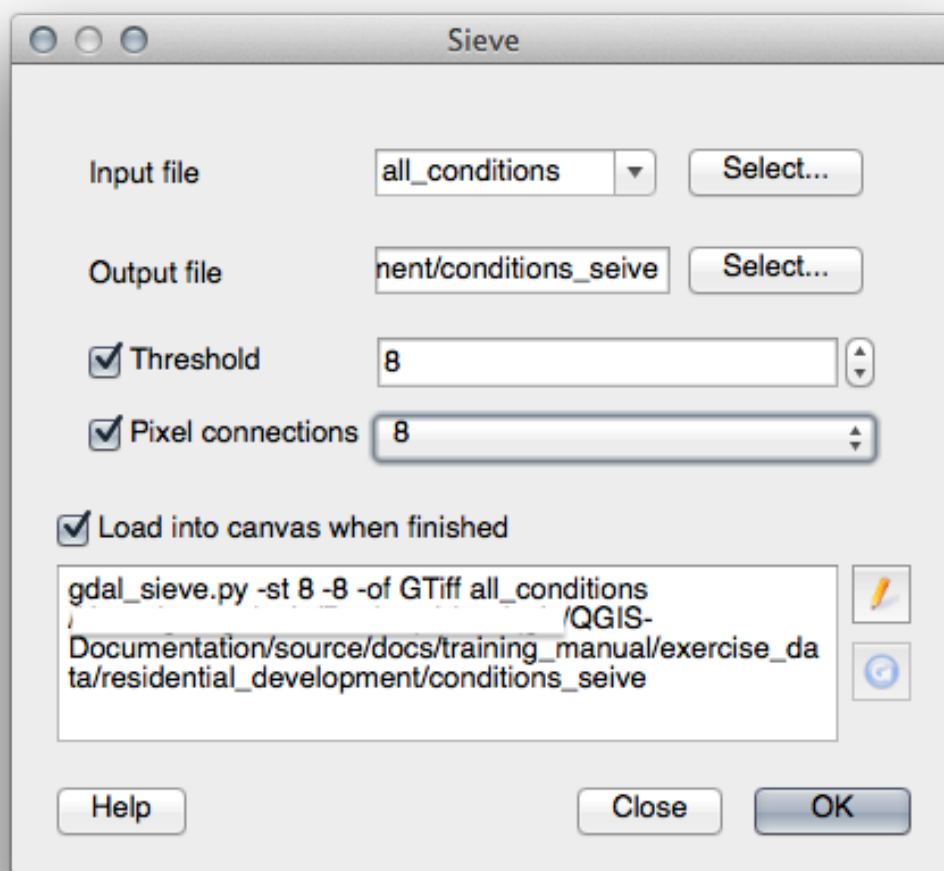 Sieve
Input file all_conditions Select...
Output file nent/conditions_seive Select...
Threshold 8
Pixel connections 8
Load into canvas when finished
gdal_sieve.py -st 8 -8 -of GTiff all_conditions
/QGIS-
Documentation/source/docs/training_manual/exercise_da
ta/residential_development/conditions_seive
Help Close OK